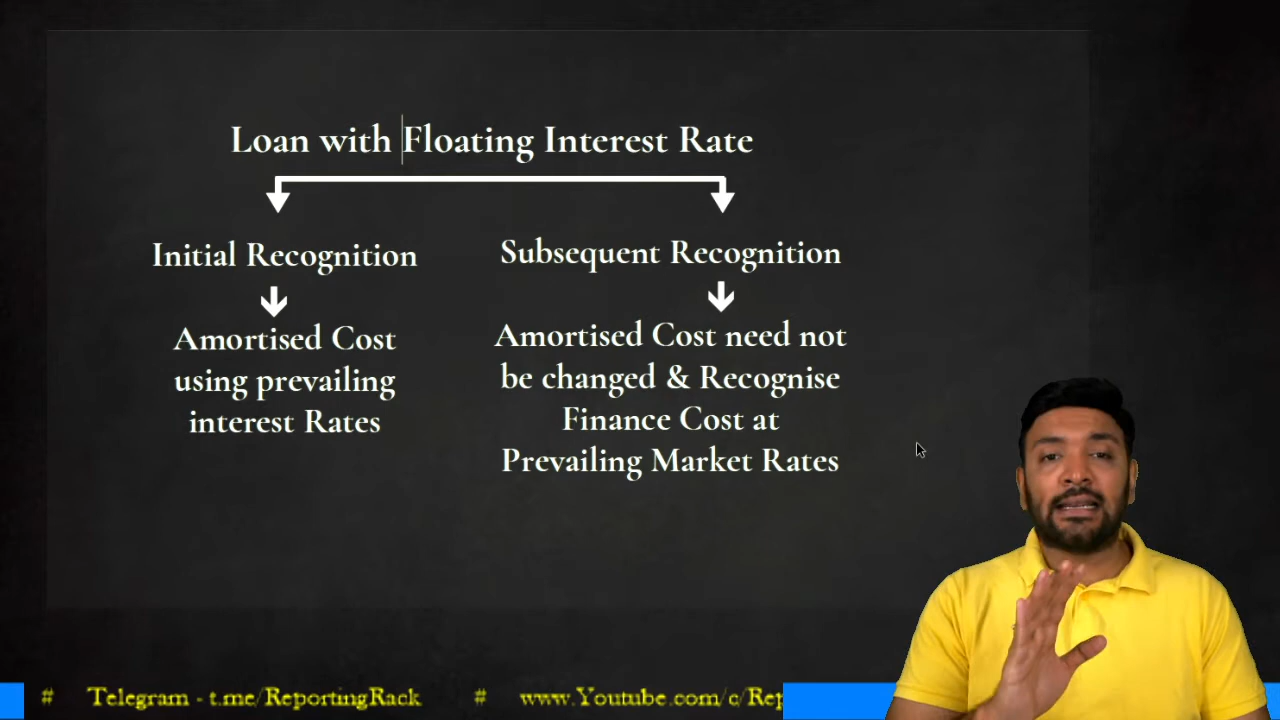 Loan with Floating Interest Rate
Initial Recognition
Amortised Cost
using prevailing
interest Rates
Subsequent Recognition
Amortised Cost need not
be changed & Recognise
Finance Cost at
Prevailing Market Rates
# Telegram - t.me/ReportingRack # www.Youtube.com/c/Rep